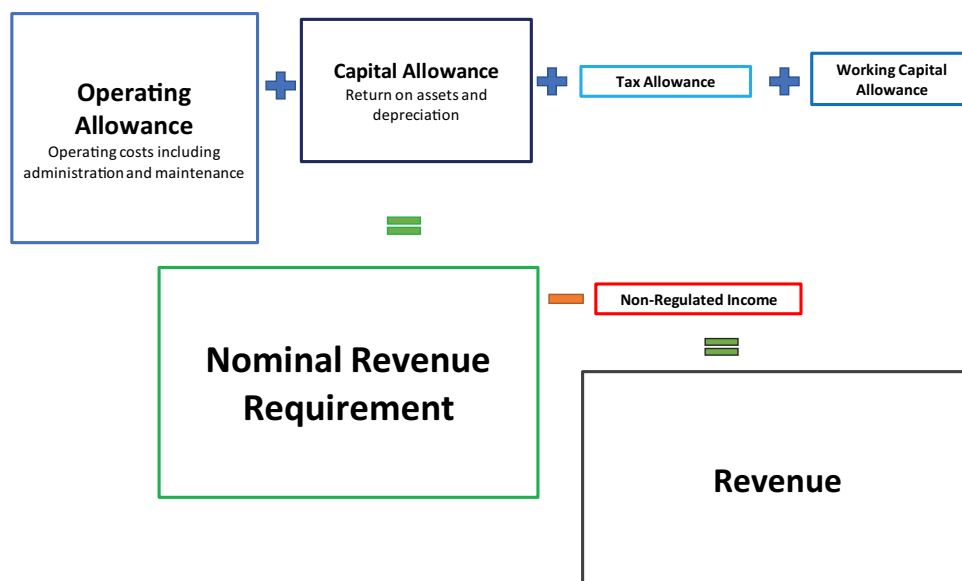 Operating
Allowance
Operating costs including
administration and maintenance
Capital Allowance
Return on assets and
depreciation
Tax Allowance
Working Capital
Allowance
Nominal Revenue
Requirement
Non-Regulated Income
Revenue